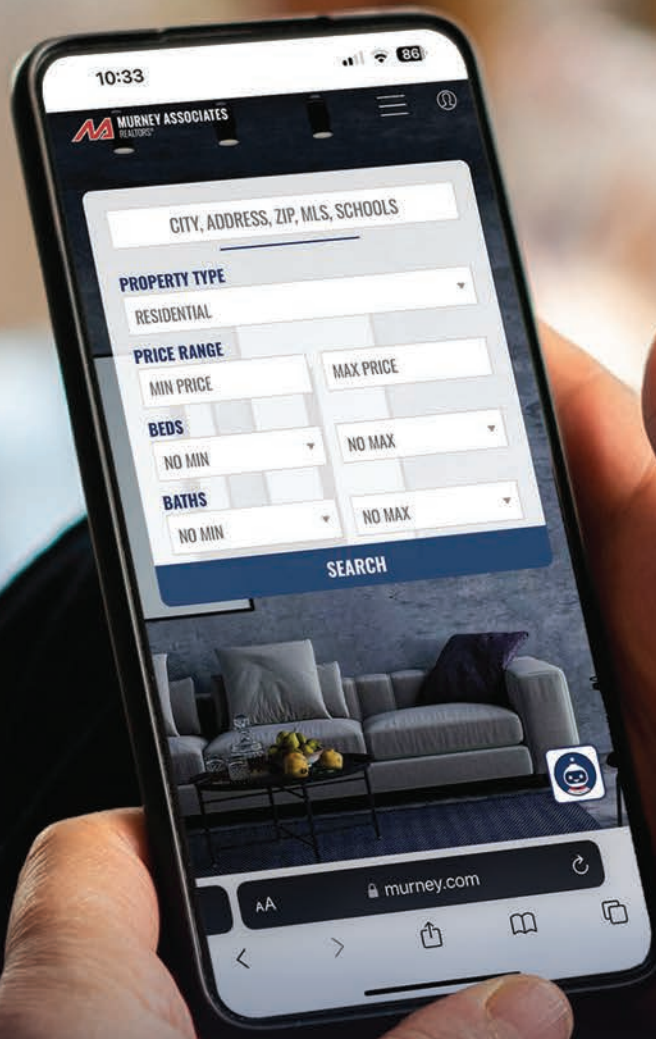 10:33
86
MURNEY ASSOCIATES
REALTORS®
CITY, ADDRESS, ZIP, MLS, SCHOOLS
PROPERTY TYPE
RESIDENTIAL
PRICE RANGE
MIN PRICE
MAX PRICE
BEDS
NO MIN
NO MAX
BATHS
NO MIN
NO MAX
SEARCH
AA
murney.com